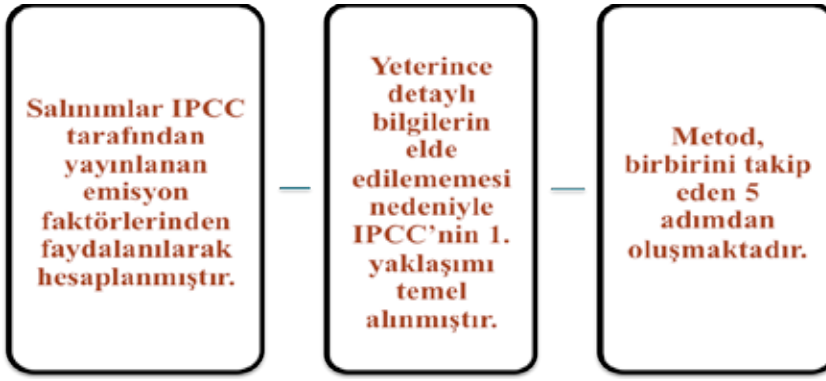 Salınımlar IPCC
tarafından
yayınlanan
emisyon
faktörlerinden
faydalanılarak
hesaplanmıştır.
Yeterince
detaylı
bilgilerin
elde
edilememesi
nedeniyle
IPCC’nin 1.
yaklaşımı
temel
alınmıştır.
Metod,
birbirini takip
eden 5
adımdan
oluşmaktadır.